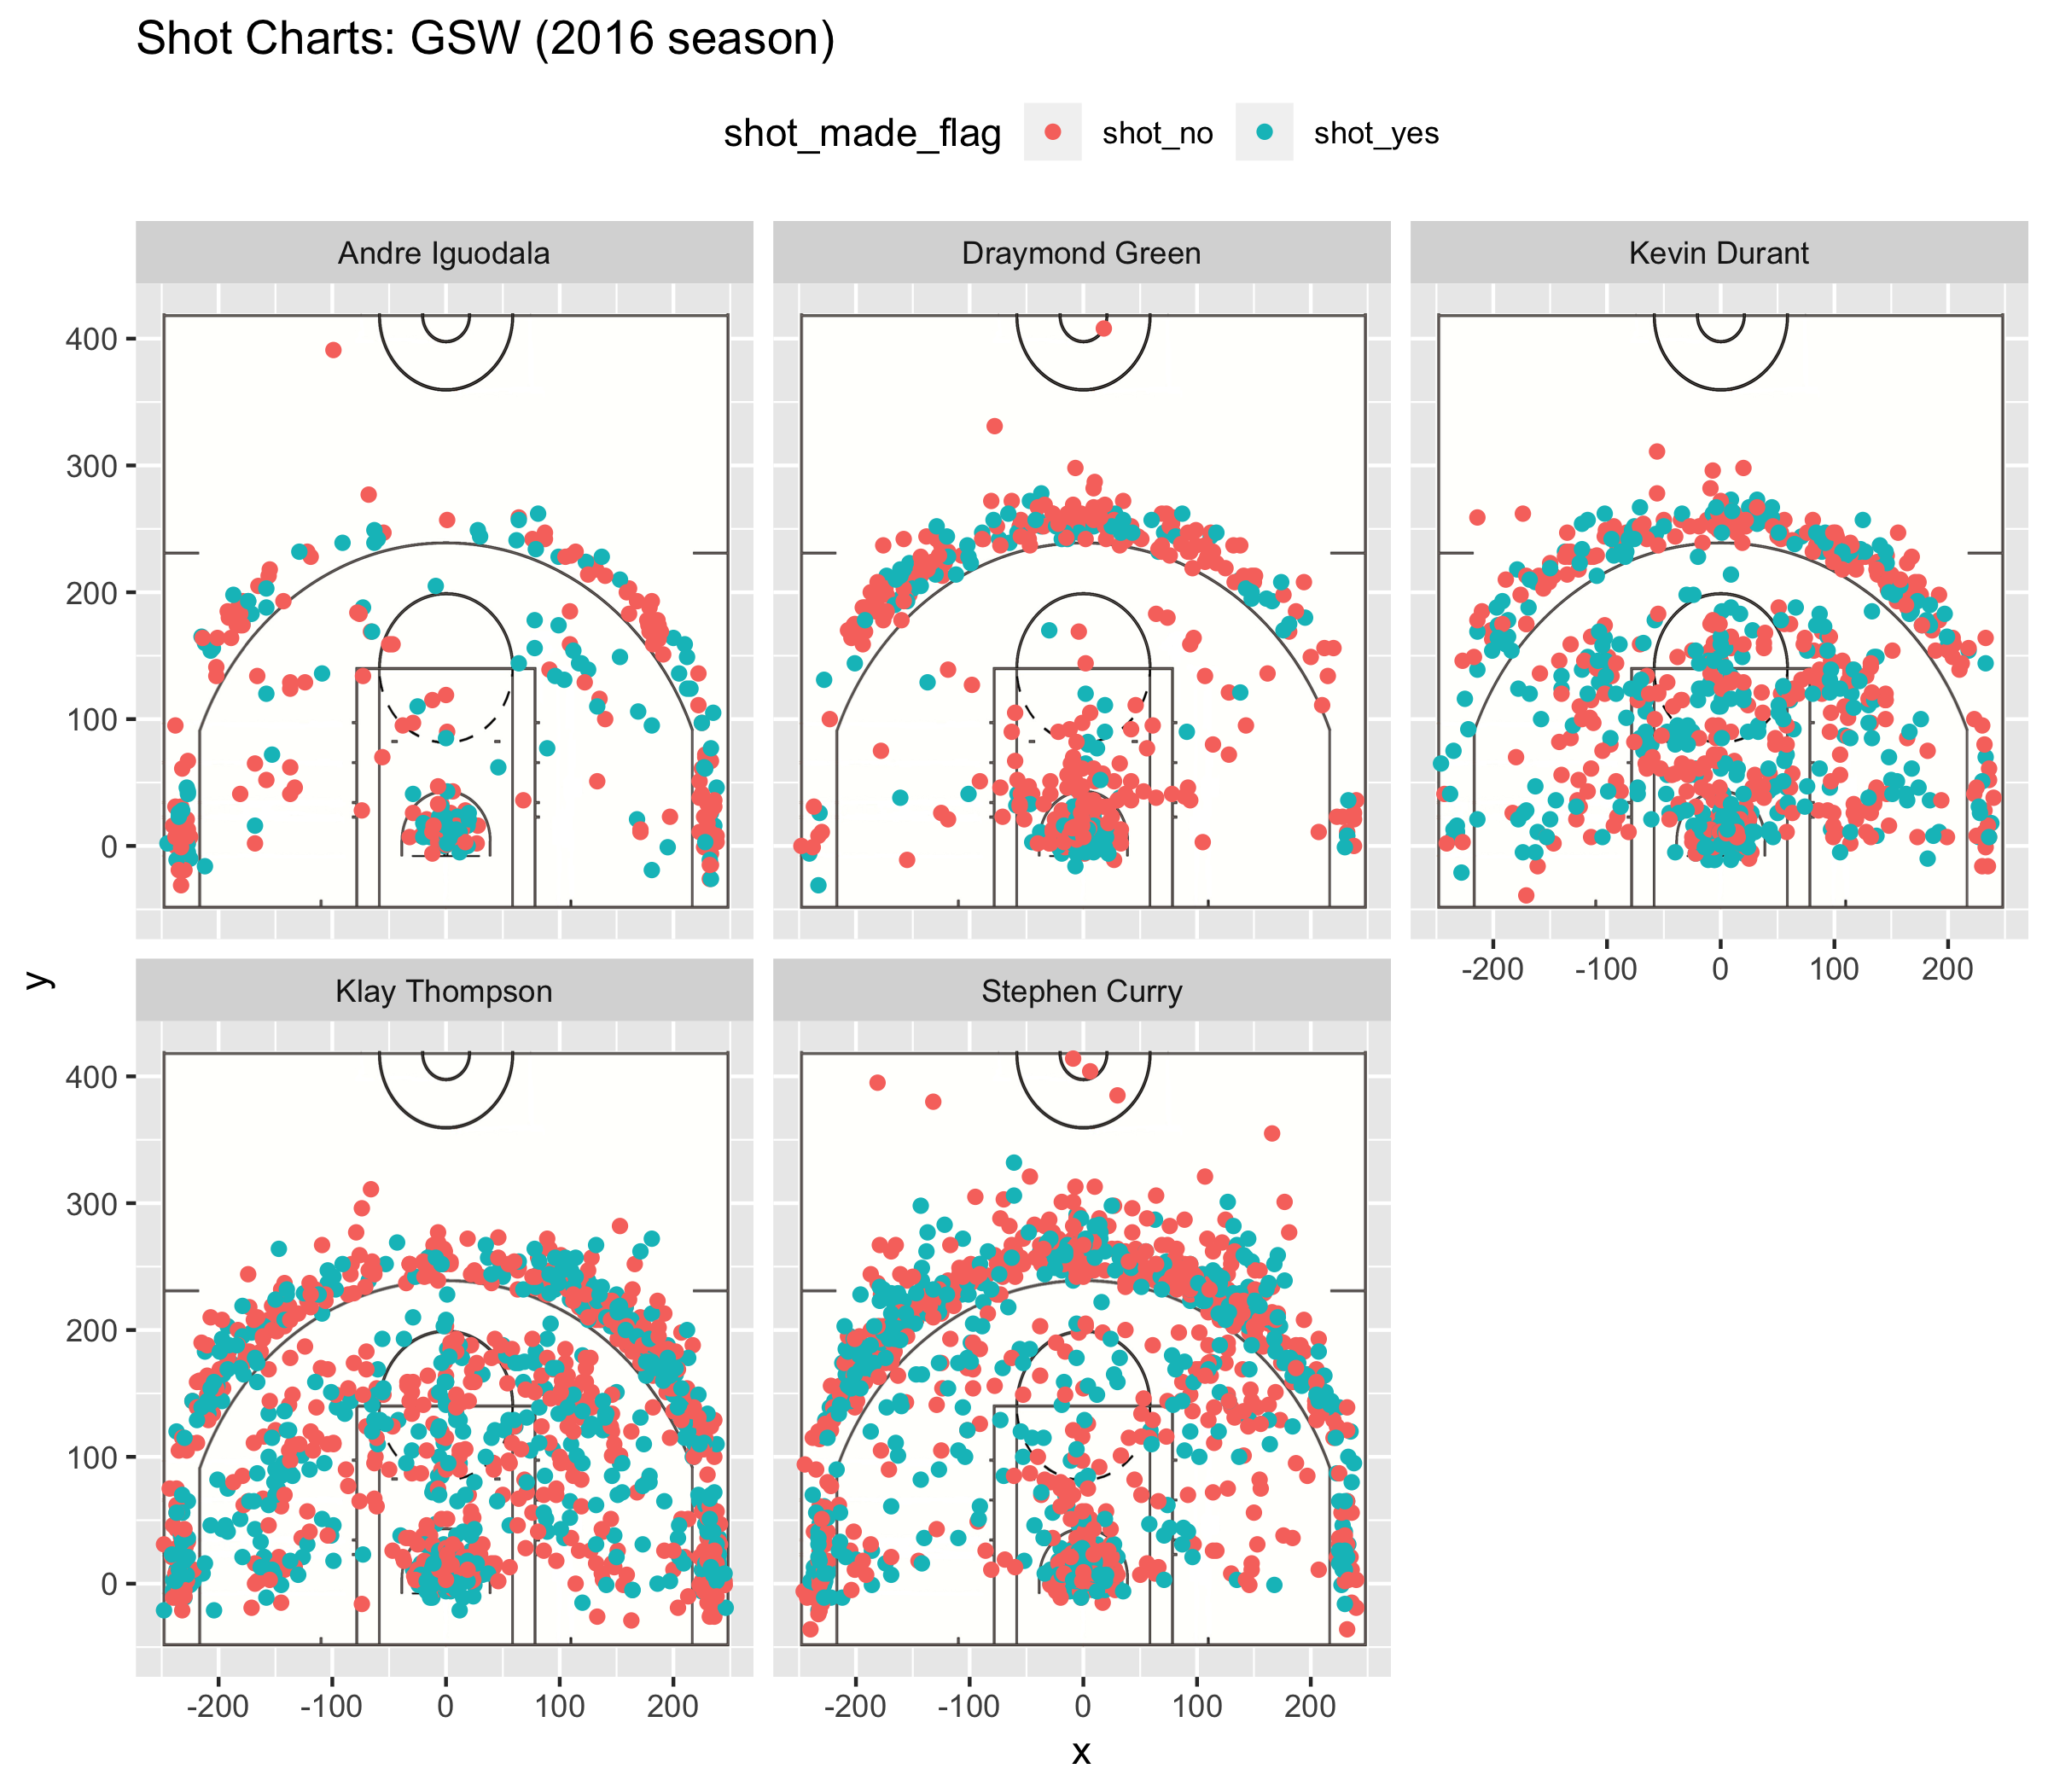 Shot Charts: GSW (2016 season)
shot_made_flag shot_no shot_yes
Andre Iguodala Draymond Green Kevin Durant
400
300
200
100
0
-200 -100 0 100 200
Klay Thompson Stephen Curry
y
400
300
200
100
0
-200 -100 0 100 200 -200 -100 0 100 200
x